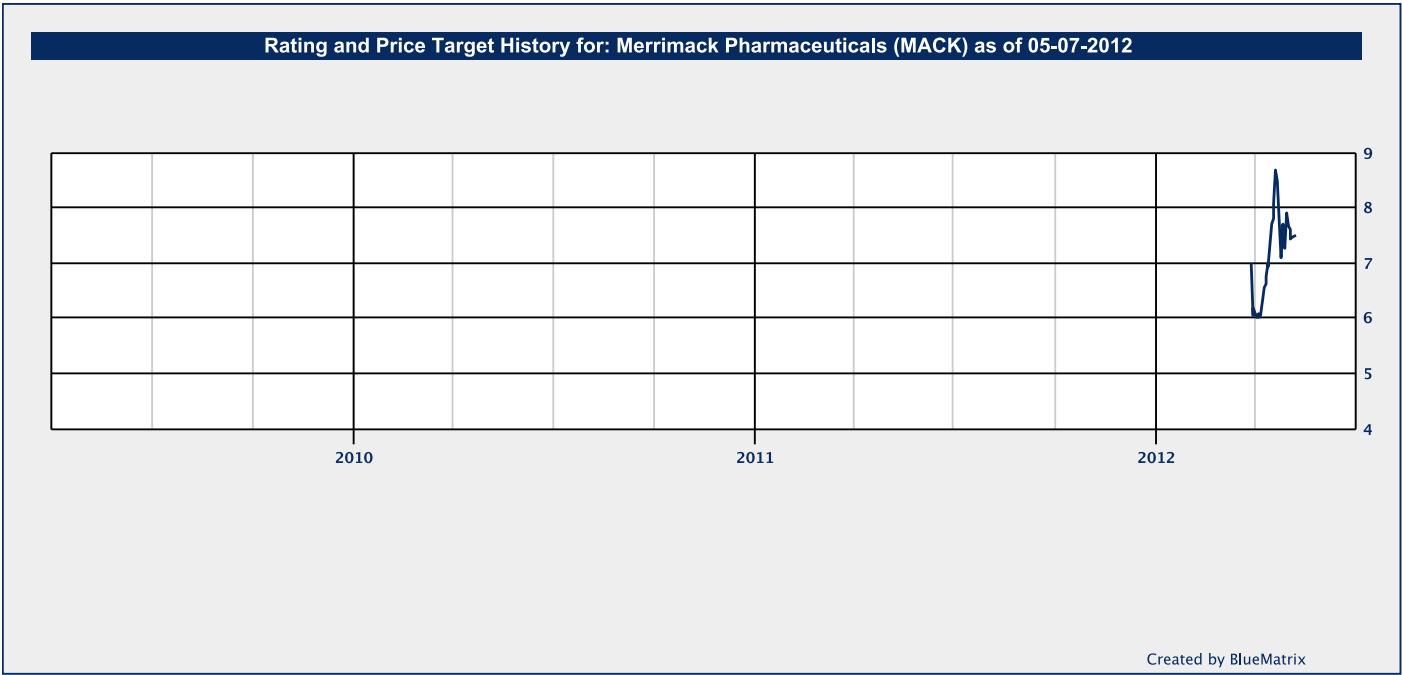 Rating and Price Target History for: Merrimack Pharmaceuticals (MACK) as of 05-07-2012
9
8
7
6
5
4
2010 2011 2012
Created by BlueMatrix